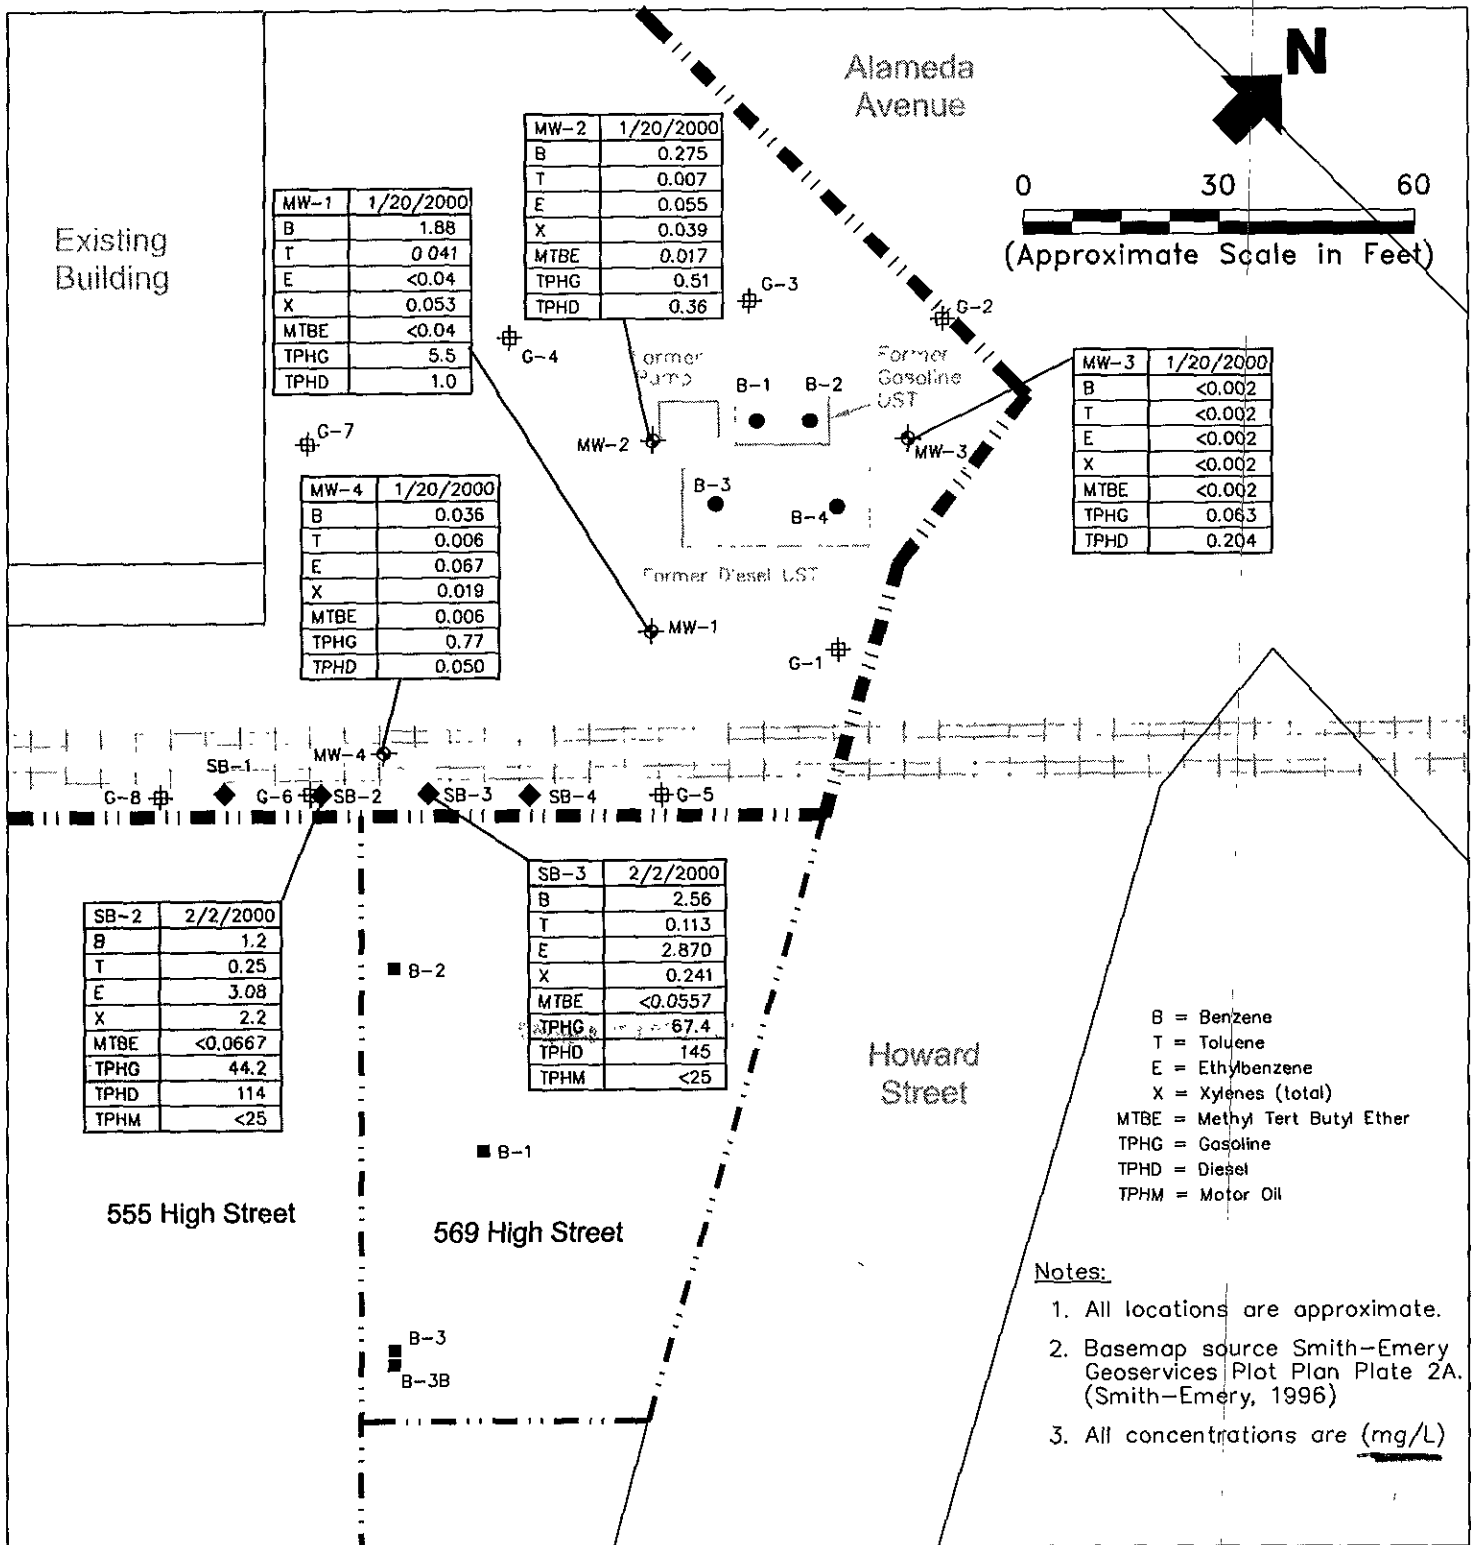 Alameda
Avenue
N
0 30 60
(Approximate Scale in Feet)
Existing
Building
MW-2 1/20/2000
B 0.275
T 0.007
E 0.055
X 0.039
MTBE 0.017
TPHG 0.51
TPHD 0.36
MW-1 1/20/2000
B 1.88
T 0 041
E <0.04
X 0.053
MTBE <0.04
TPHG 5.5
TPHD 1.0
G-3
G-2
G-4
ormer
Pump
Former
Gasoline
UST
B-1 B-2
MW-3 1/20/2000
B <0.002
T <0.002
E <0.002
X <0.002
MTBE <0.002
TPHG 0.063
TPHD 0.204
G-7
MW-2
MW-3
B-3
B-4
Former Diesel UST
MW-4 1/20/2000
B 0.036
T 0.006
E 0.067
X 0.019
MTBE 0.006
TPHG 0.77
TPHD 0.050
MW-1
G-1
MW-4
SB-1
G-8 G-6 SB-2 SB-3 SB-4 G-5
SB-3 2/2/2000
B 2.56
T 0.113
E 2.870
X 0.241
MTBE <0.0557
TPHG 67.4
TPHD 145
TPHM <25
SB-2 2/2/2000
B 1.2
T 0.25
E 3.08
X 2.2
MTBE <0.0667
TPHG 44.2
TPHD 114
TPHM <25
B-2
B-1
Howard
Street
B = Benzene
T = Toluene
E = Ethylbenzene
X = Xylenes (total)
MTBE = Methyl Tert Butyl Ether
TPHG = Gasoline
TPHD = Diesel
TPHM = Motor Oil
555 High Street
569 High Street
B-3
B-3B
Notes:
1. All locations are approximate.
2. Basemap source Smith-Emery
Geoservices Plot Plan Plate 2A.
(Smith-Emery, 1996)
3. All concentrations are (mg/L)